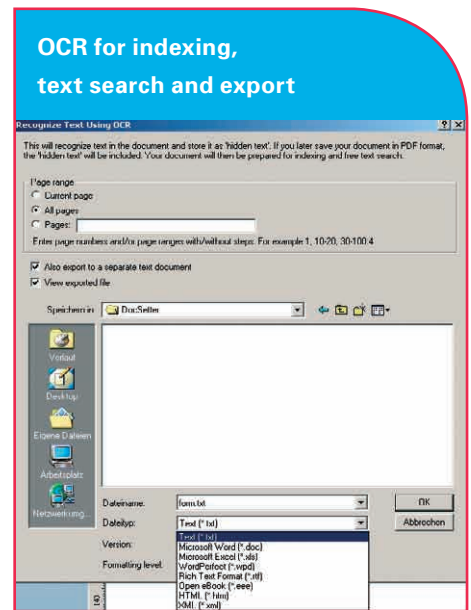 OCR for indexing,
text search and export
Recognize Text Using OCR
This will recognize text in the document and store it as 'hidden text'. If you later save your document in PDF format,
the 'hidden text' will be included. Your document will then be prepared for indexing and free text search.
Page range
Current page
All pages
Pages:
Enter page numbers and/or page ranges with/without steps. For example 1, 10-20, 30-100:4
Also export to a separate text document
View exported file
Speichern in
DocSetter
Verlauf
Desktop
Eigene Dateien
Arbeitsplatz
Netzwerkung...
Dateiname:
form.txt
OK
Dateityp:
Text (*.txt)
Abbrechen
Version:
Text (*.txt)
Microsoft Word (*.doc)
Microsoft Excel (*.xls)
Formatting level:
WordPerfect (*.wpd)
Rich Text Format (*.rtf)
Open eBook (*.eee)
HTML (*.htm)
XML (*.xml)